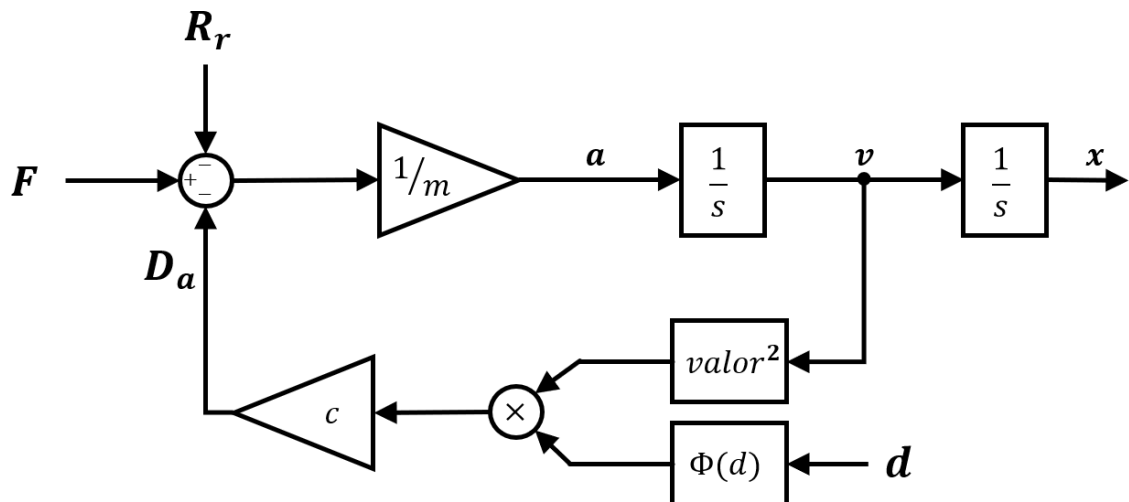 R_r
F
+
−
−
1/m
a
1/s
v
1/s
x
D_a
c
×
valor²
Φ(d)
d